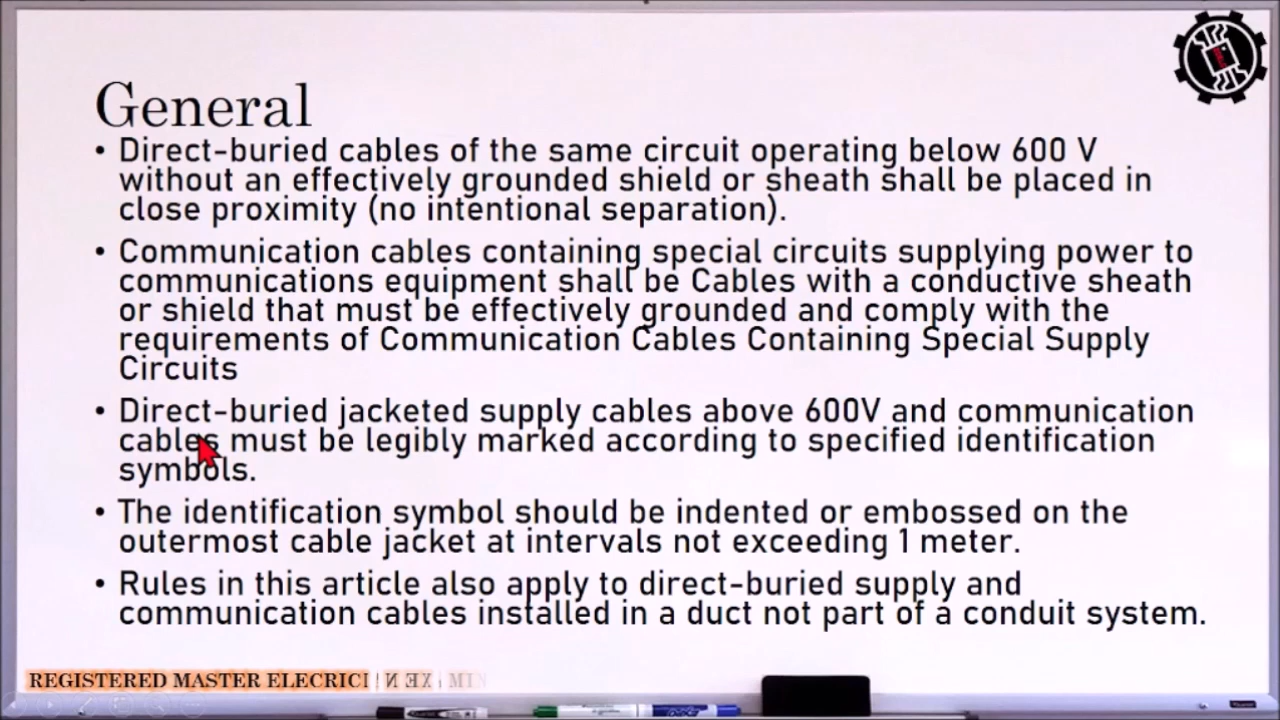 General
• Direct-buried cables of the same circuit operating below 600 V
without an effectively grounded shield or sheath shall be placed in
close proximity (no intentional separation).
• Communication cables containing special circuits supplying power to
communications equipment shall be Cables with a conductive sheath
or shield that must be effectively grounded and comply with the
requirements of Communication Cables Containing Special Supply
Circuits
• Direct-buried jacketed supply cables above 600V and communication
cables must be legibly marked according to specified identification
symbols.
• The identification symbol should be indented or embossed on the
outermost cable jacket at intervals not exceeding 1 meter.
• Rules in this article also apply to direct-buried supply and
communication cables installed in a duct not part of a conduit system.
REGISTERED MASTER ELECRICI